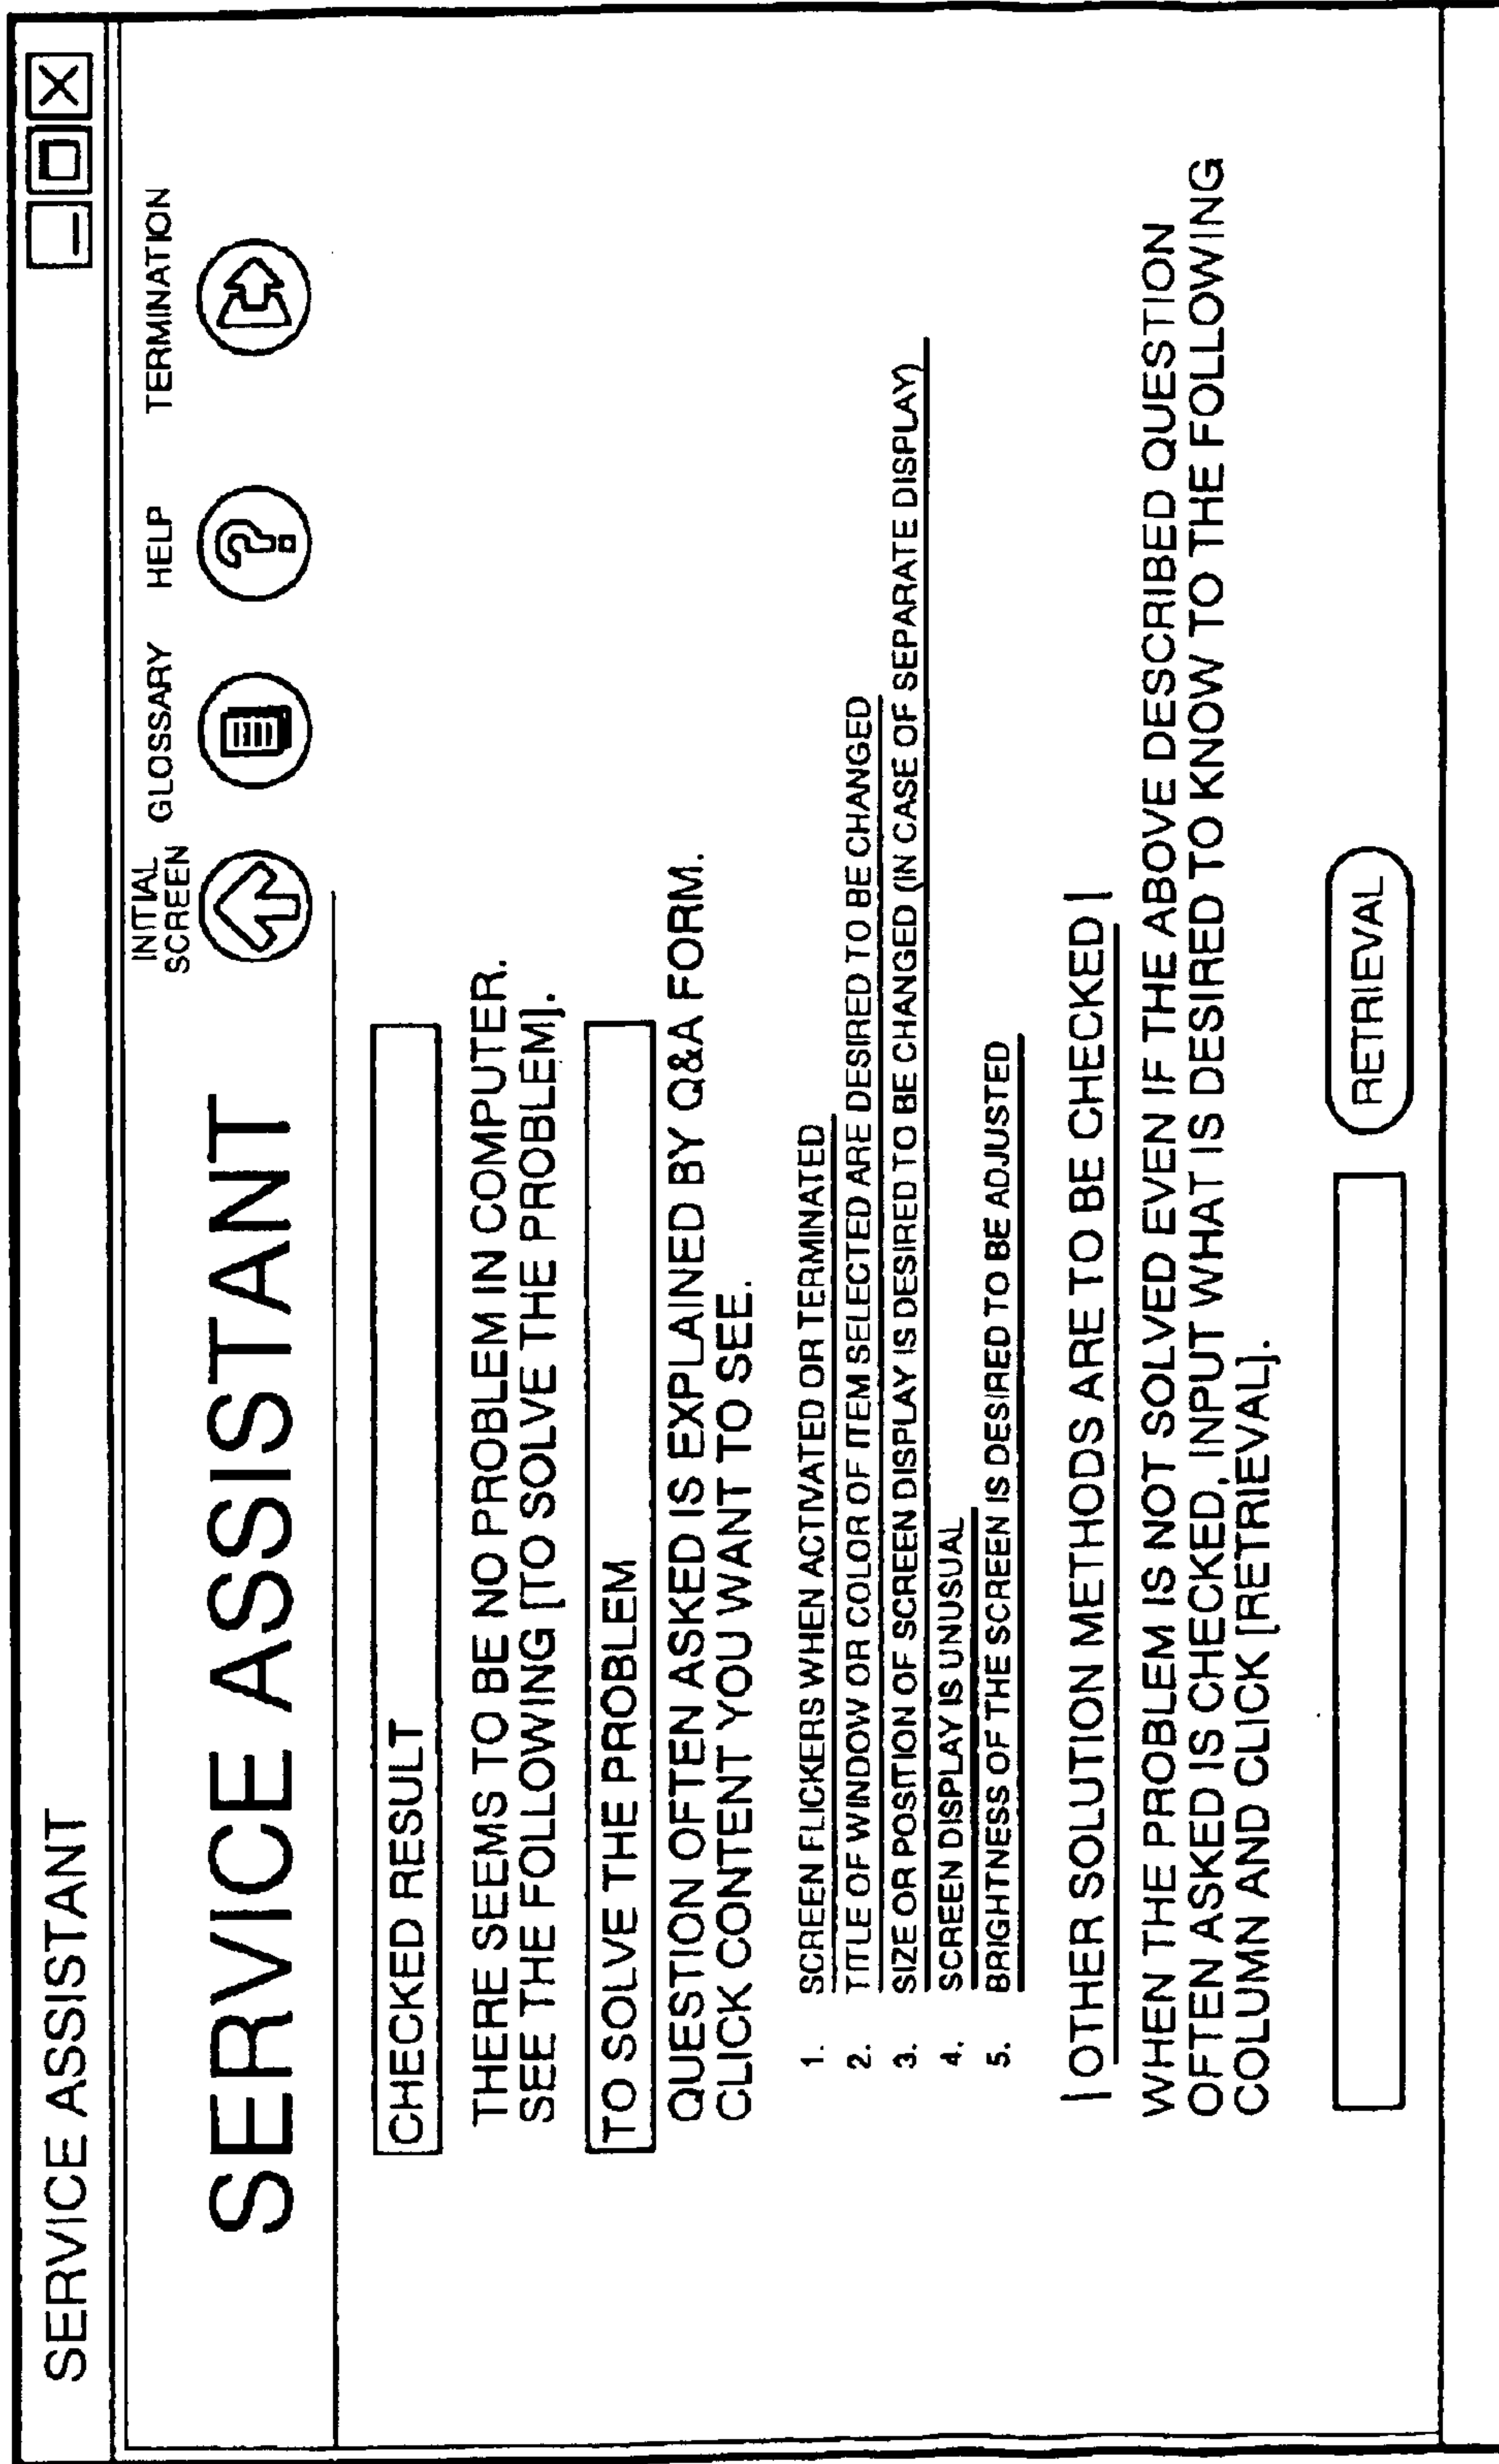 SERVICE ASSISTANT
SERVICE ASSISTANT
INITIAL
SCREEN
GLOSSARY
HELP
TERMINATION
CHECKED RESULT
THERE SEEMS TO BE NO PROBLEM IN COMPUTER.
SEE THE FOLLOWING [TO SOLVE THE PROBLEM].
TO SOLVE THE PROBLEM
QUESTION OFTEN ASKED IS EXPLAINED BY Q&A FORM.
CLICK CONTENT YOU WANT TO SEE.
1. SCREEN FLICKERS WHEN ACTIVATED OR TERMINATED
2. TITLE OF WINDOW OR COLOR OF ITEM SELECTED ARE DESIRED TO BE CHANGED
3. SIZE OR POSITION OF SCREEN DISPLAY IS DESIRED TO BE CHANGED (IN CASE OF SEPARATE DISPLAY)
4. SCREEN DISPLAY IS UNUSUAL
5. BRIGHTNESS OF THE SCREEN IS DESIRED TO BE ADJUSTED
[OTHER SOLUTION METHODS ARE TO BE CHECKED]
WHEN THE PROBLEM IS NOT SOLVED EVEN IF THE ABOVE DESCRIBED QUESTION
OFTEN ASKED IS CHECKED, INPUT WHAT IS DESIRED TO KNOW TO THE FOLLOWING
COLUMN AND CLICK [RETRIEVAL].
RETRIEVAL